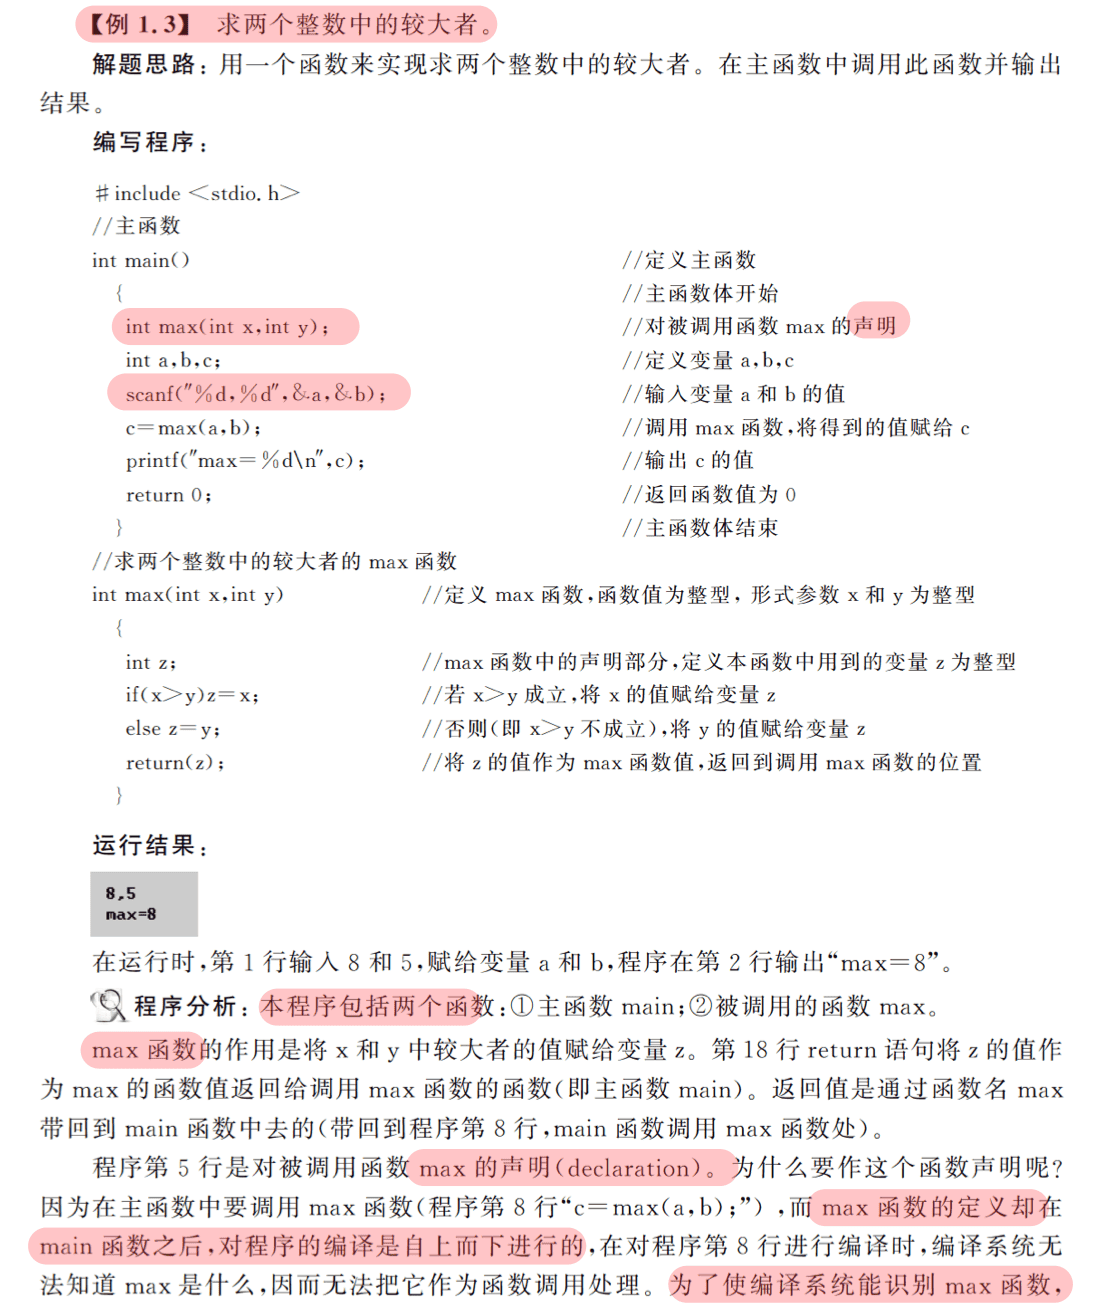 【例 1.3】 求两个整数中的较大者。
解题思路：用一个函数来实现求两个整数中的较大者。在主函数中调用此函数并输出
结果。
编写程序：
#include <stdio.h>
//主函数
int main() //定义主函数
{ //主函数体开始
int max(int x,int y); //对被调用函数 max 的声明
int a,b,c; //定义变量 a,b,c
scanf("%d,%d",&a,&b); //输入变量 a 和 b 的值
c=max(a,b); //调用 max 函数,将得到的值赋给 c
printf("max=%d\n",c); //输出 c 的值
return 0; //返回函数值为 0
} //主函数体结束
//求两个整数中的较大者的 max 函数
int max(int x,int y) //定义 max 函数,函数值为整型, 形式参数 x 和 y 为整型
{
int z; //max 函数中的声明部分,定义本函数中用到的变量 z 为整型
if(x>y)z=x; //若 x>y 成立,将 x 的值赋给变量 z
else z=y; //否则(即 x>y 不成立),将 y 的值赋给变量 z
return(z); //将 z 的值作为 max 函数值,返回到调用 max 函数的位置
}
运行结果：
8,5
max=8
在运行时,第 1 行输入 8 和 5,赋给变量 a 和 b,程序在第 2 行输出“max=8”。
程序分析：本程序包括两个函数:①主函数 main;②被调用的函数 max。
max 函数的作用是将 x 和 y 中较大者的值赋给变量 z。第 18 行 return 语句将 z 的值作
为 max 的函数值返回给调用 max 函数的函数(即主函数 main)。返回值是通过函数名 max
带回到 main 函数中去的(带回到程序第 8 行,main 函数调用 max 函数处)。
程序第 5 行是对被调用函数 max 的声明(declaration)。为什么要作这个函数声明呢?
因为在主函数中要调用 max 函数(程序第 8 行“c=max(a,b);”) ,而 max 函数的定义却在
main 函数之后,对程序的编译是自上而下进行的,在对程序第 8 行进行编译时,编译系统无
法知道 max 是什么,因而无法把它作为函数调用处理。为了使编译系统能识别 max 函数,